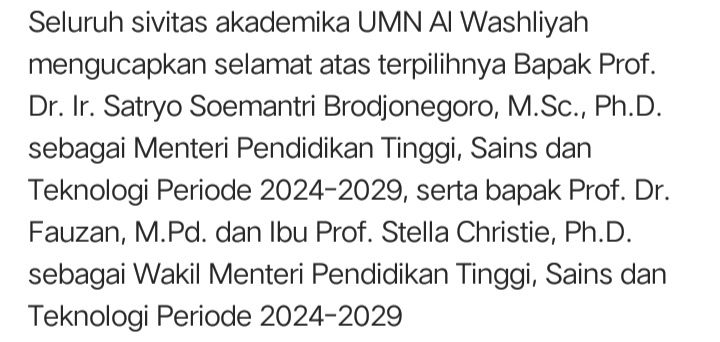 Seluruh sivitas akademika UMN Al Washliyah
mengucapkan selamat atas terpilihnya Bapak Prof.
Dr. Ir. Satryo Soemantri Brodjonegoro, M.Sc., Ph.D.
sebagai Menteri Pendidikan Tinggi, Sains dan
Teknologi Periode 2024-2029, serta bapak Prof. Dr.
Fauzan, M.Pd. dan Ibu Prof. Stella Christie, Ph.D.
sebagai Wakil Menteri Pendidikan Tinggi, Sains dan
Teknologi Periode 2024-2029